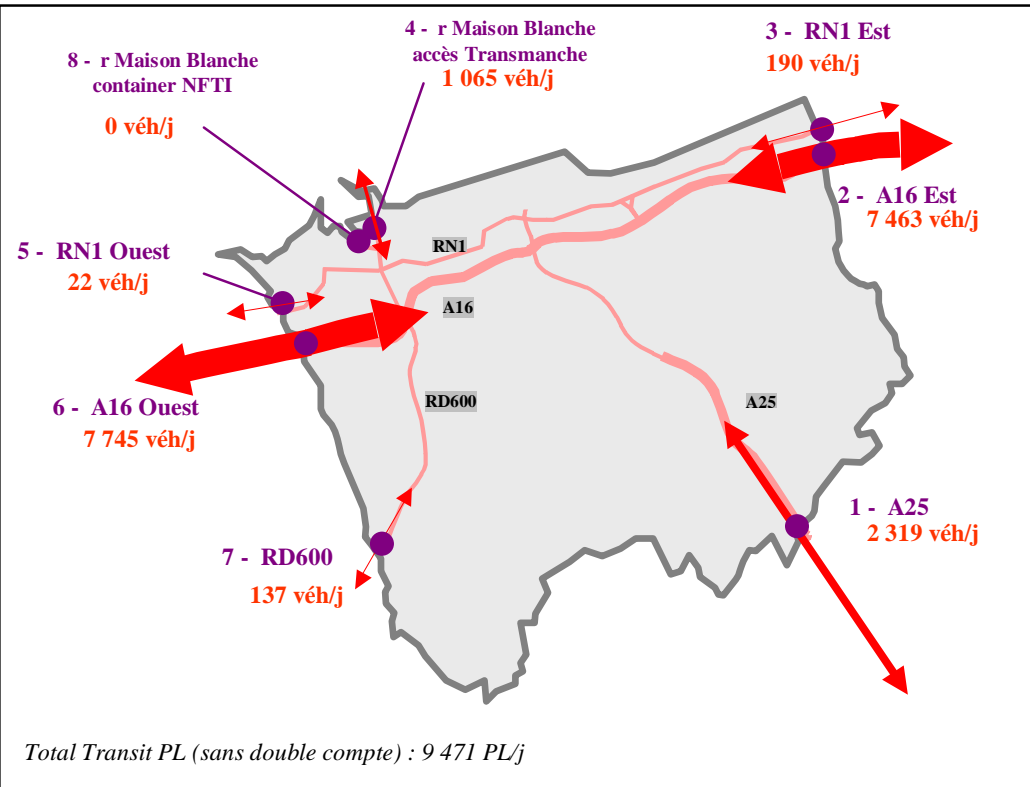 4 - r Maison Blanche
accès Transmanche
1 065 véh/j
3 - RN1 Est
190 véh/j
8 - r Maison Blanche
container NFTI
0 véh/j
2 - A16 Est
7 463 véh/j
5 - RN1 Ouest
22 véh/j
RN1
A16
6 - A16 Ouest
7 745 véh/j
RD600
A25
1 - A25
2 319 véh/j
7 - RD600
137 véh/j
Total Transit PL (sans double compte) : 9 471 PL/j